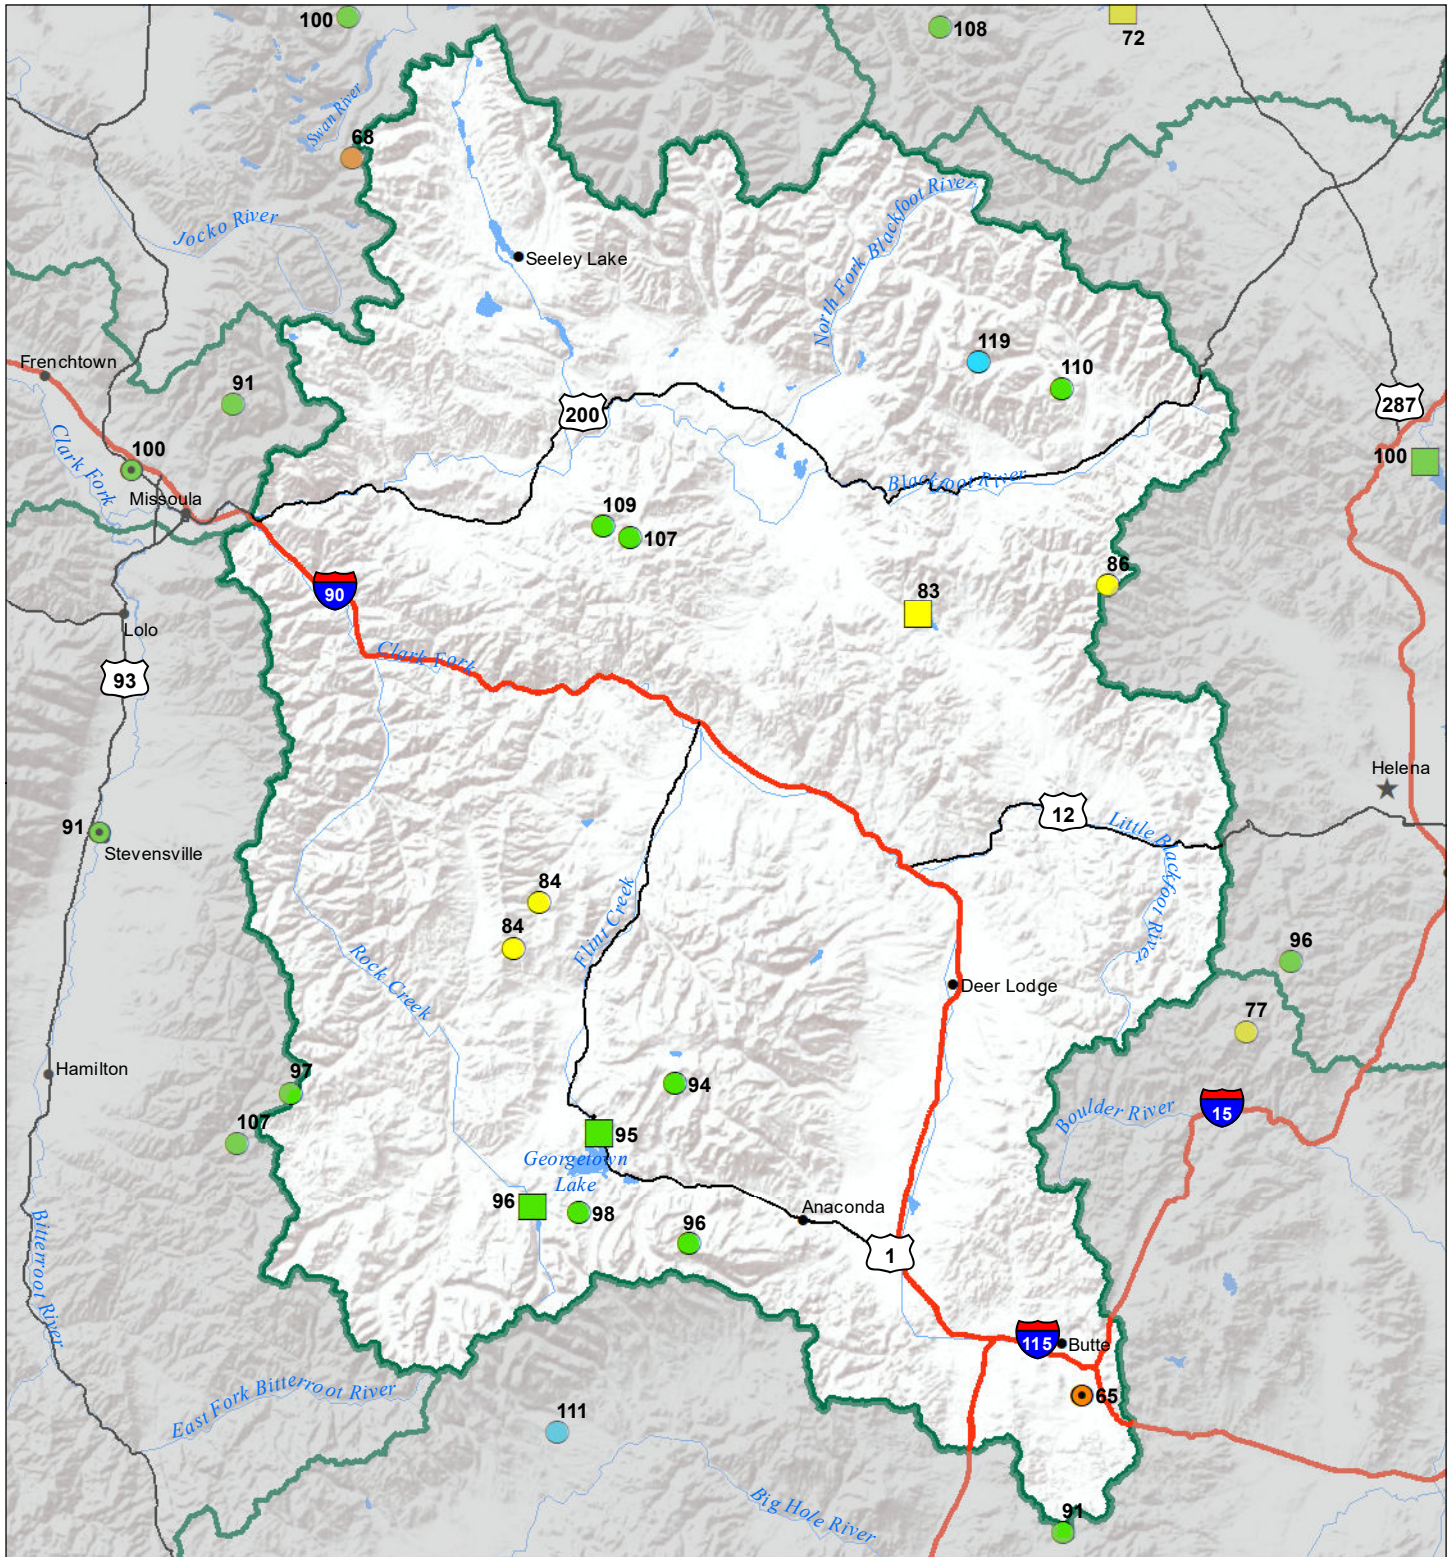 100
108
72
Swan River
68
Jocko River
North Fork Blackfoot River
Seeley Lake
Frenchtown
119
110
91
287
200
100
100
Clark Fork
Missoula
Blackfoot River
109
107
86
83
90
Lolo
Clark Fork
93
Helena
12
Little Blackfoot River
91
Stevensville
84
Flint Creek
84
Rock Creek
96
Deer Lodge
77
Hamilton
97
94
15
Boulder River
107
95
Georgetown
Lake
96
98
Anaconda
96
1
Bitterroot River
115
Butte
East Fork Bitterroot River
65
111
Big Hole River
91